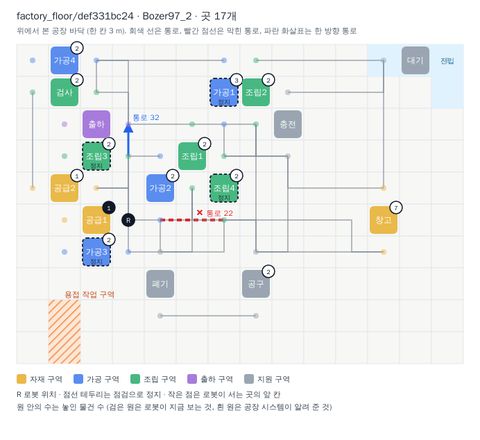 factory_floor/def331bc24 · Bozer97_2 · 곳 17개
위에서 본 공장 바닥 (한 칸 3 m). 회색 선은 통로, 빨간 점선은 막힌 통로, 파란 화살표는 한 방향 통로
가공4 2
대기
전립
검사 2
가공1 3
정지
조립2 2
출하
통로 32
충전
조립3 2
정지
조립1 2
공급2 1
가공2 2
조립4 2
정지
공급1 1
R
✕ 통로 22
창고 7
가공3 2
정지
폐기
공구 2
용접 작업 구역
자재 구역 가공 구역 조립 구역 출하 구역 지원 구역
R 로봇 위치 · 점선 테두리는 점검으로 정지 · 작은 점은 로봇이 서는 곳의 앞 칸
원 안의 수는 놓인 물건 수 (검은 원은 로봇이 지금 보는 것, 흰 원은 공장 시스템이 알려 준 것)